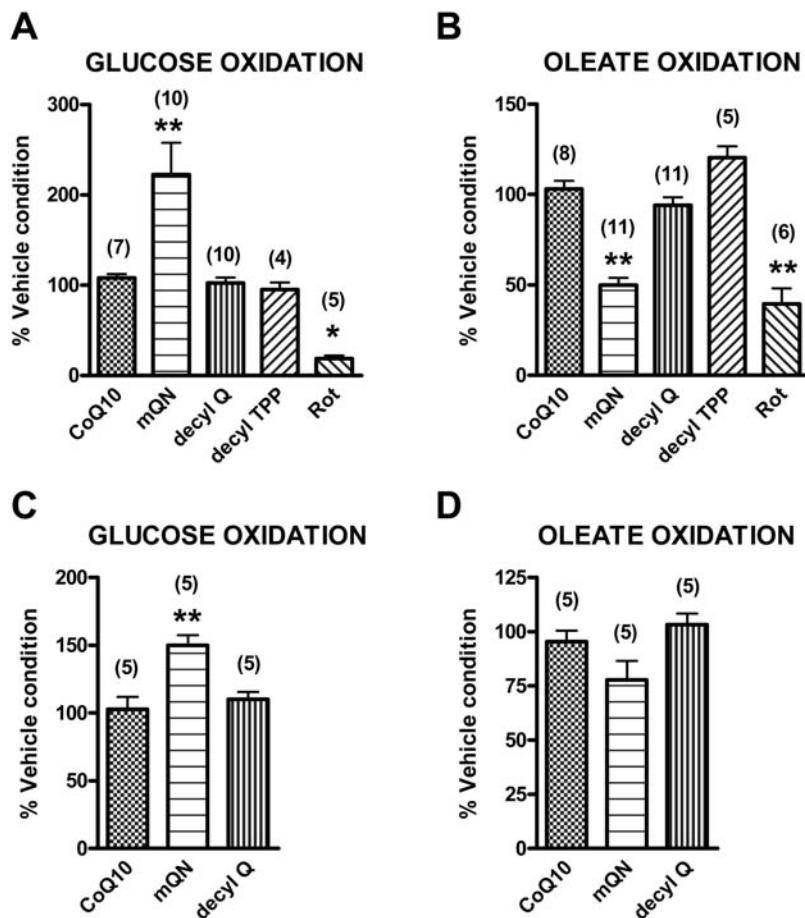 A
GLUCOSE OXIDATION
% Vehicle condition
300
200
100
0
(7)
(10)
**
(10)
(4)
(5)
*
CoQ10
mQN
decyl Q
decyl TPP
Rot
B
OLEATE OXIDATION
% Vehicle condition
150
100
50
0
(8)
(11)
**
(11)
(5)
(6)
**
CoQ10
mQN
decyl Q
decyl TPP
Rot
C
GLUCOSE OXIDATION
% Vehicle condition
200
150
100
50
0
(5)
(5)
**
(5)
CoQ10
mQN
decyl Q
D
OLEATE OXIDATION
% Vehicle condition
125
100
75
50
25
0
(5)
(5)
(5)
CoQ10
mQN
decyl Q